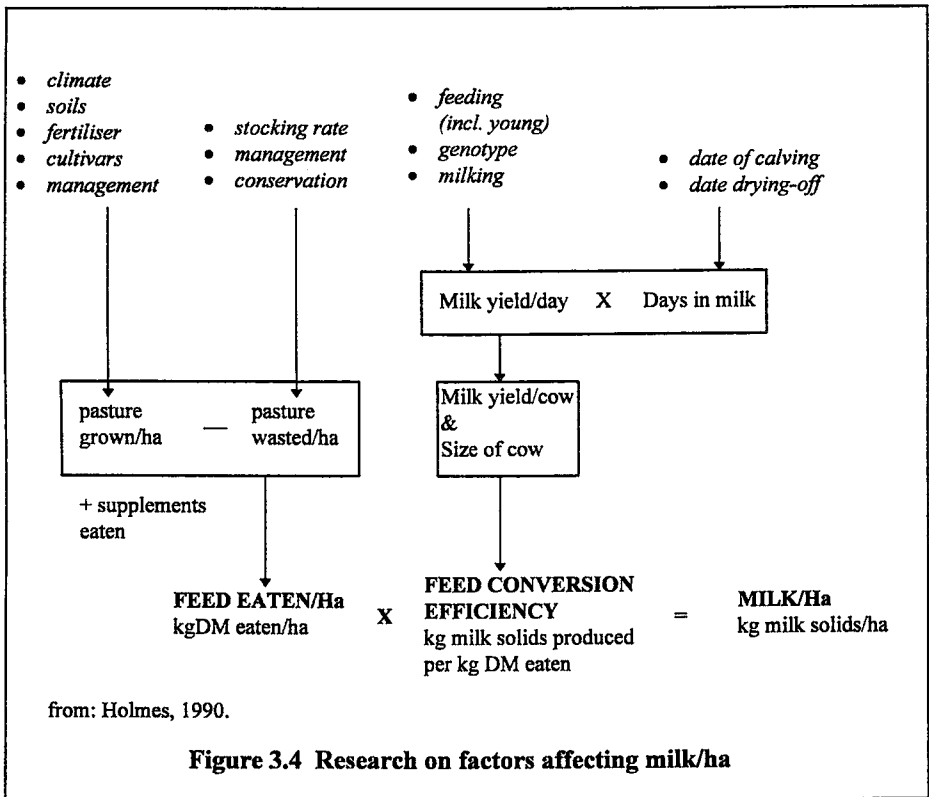 • climate
• soils
• fertiliser
• cultivars
• management
• stocking rate
• management
• conservation
• feeding
(incl. young)
• genotype
• milking
• date of calving
• date drying-off
Milk yield/day X Days in milk
pasture
grown/ha
—
pasture
wasted/ha
Milk yield/cow
&
Size of cow
+ supplements
eaten
FEED EATEN/Ha
kgDM eaten/ha
X
FEED CONVERSION
EFFICIENCY
kg milk solids produced
per kg DM eaten
=
MILK/Ha
kg milk solids/ha
from: Holmes, 1990.
Figure 3.4 Research on factors affecting milk/ha